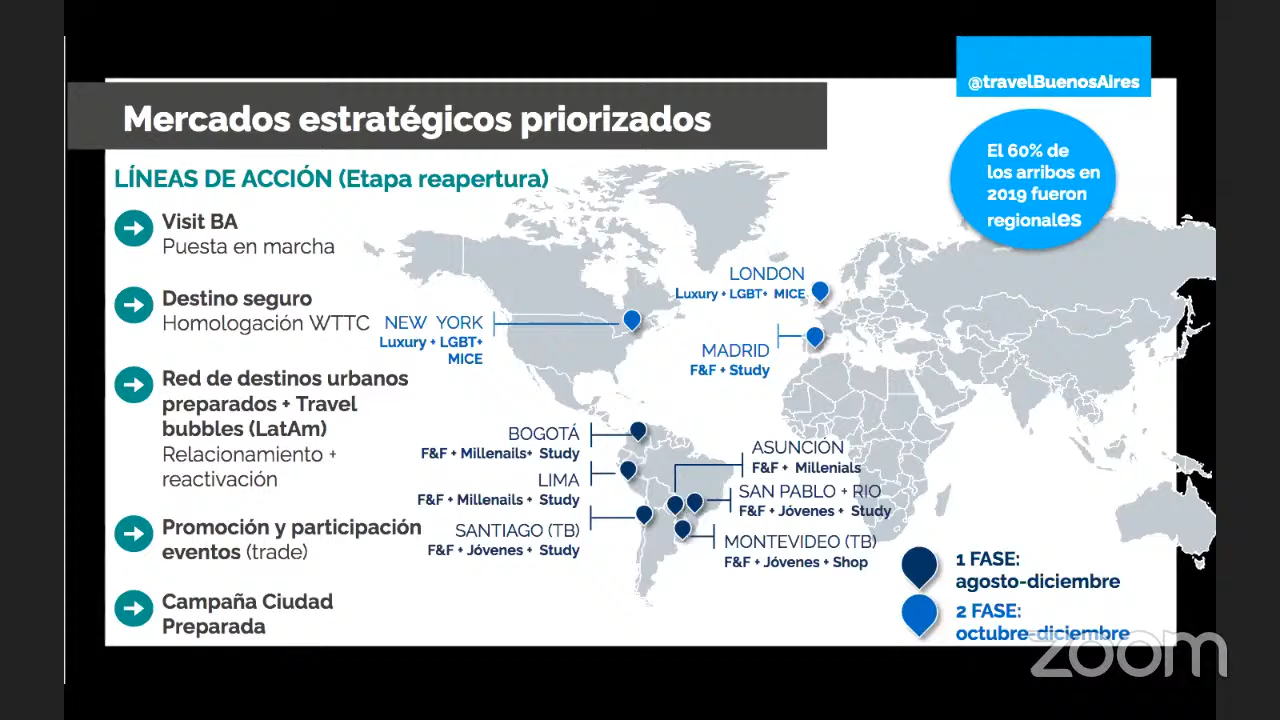 @travelBuenosAires
Mercados estratégicos priorizados
El 60% de
los arribos en
2019 fueron
regionales
LÍNEAS DE ACCIÓN (Etapa reapertura)
Visit BA
Puesta en marcha
Destino seguro
Homologación WTTC
Red de destinos urbanos
preparados + Travel
bubbles (LatAm)
Relacionamiento +
reactivación
Promoción y participación
eventos (trade)
Campaña Ciudad
Preparada
NEW YORK
Luxury + LGBT+
MICE
LONDON
Luxury + LGBT+ MICE
MADRID
F&F + Study
BOGOTÁ
F&F + Millenails+ Study
LIMA
F&F + Millenails + Study
SANTIAGO (TB)
F&F + Jóvenes + Study
ASUNCIÓN
F&F + Millenials
SAN PABLO + RIO
F&F + Jóvenes + Study
MONTEVIDEO (TB)
F&F + Jóvenes + Shop
1 FASE:
agosto-diciembre
2 FASE:
octubre-diciembre
zoom